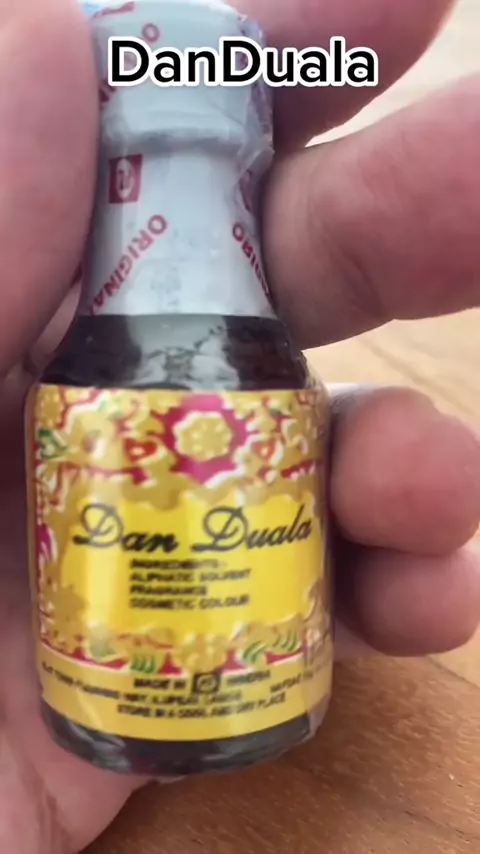 DanDuala
ORIGINAL
Dan Duala
INGREDIENTS:-
ALIPHATIC SOLVENT
FRAGRANCE
COSMETIC COLOUR
MADE IN NIGERIA
STORE IN A COOL AND DRY PLACE